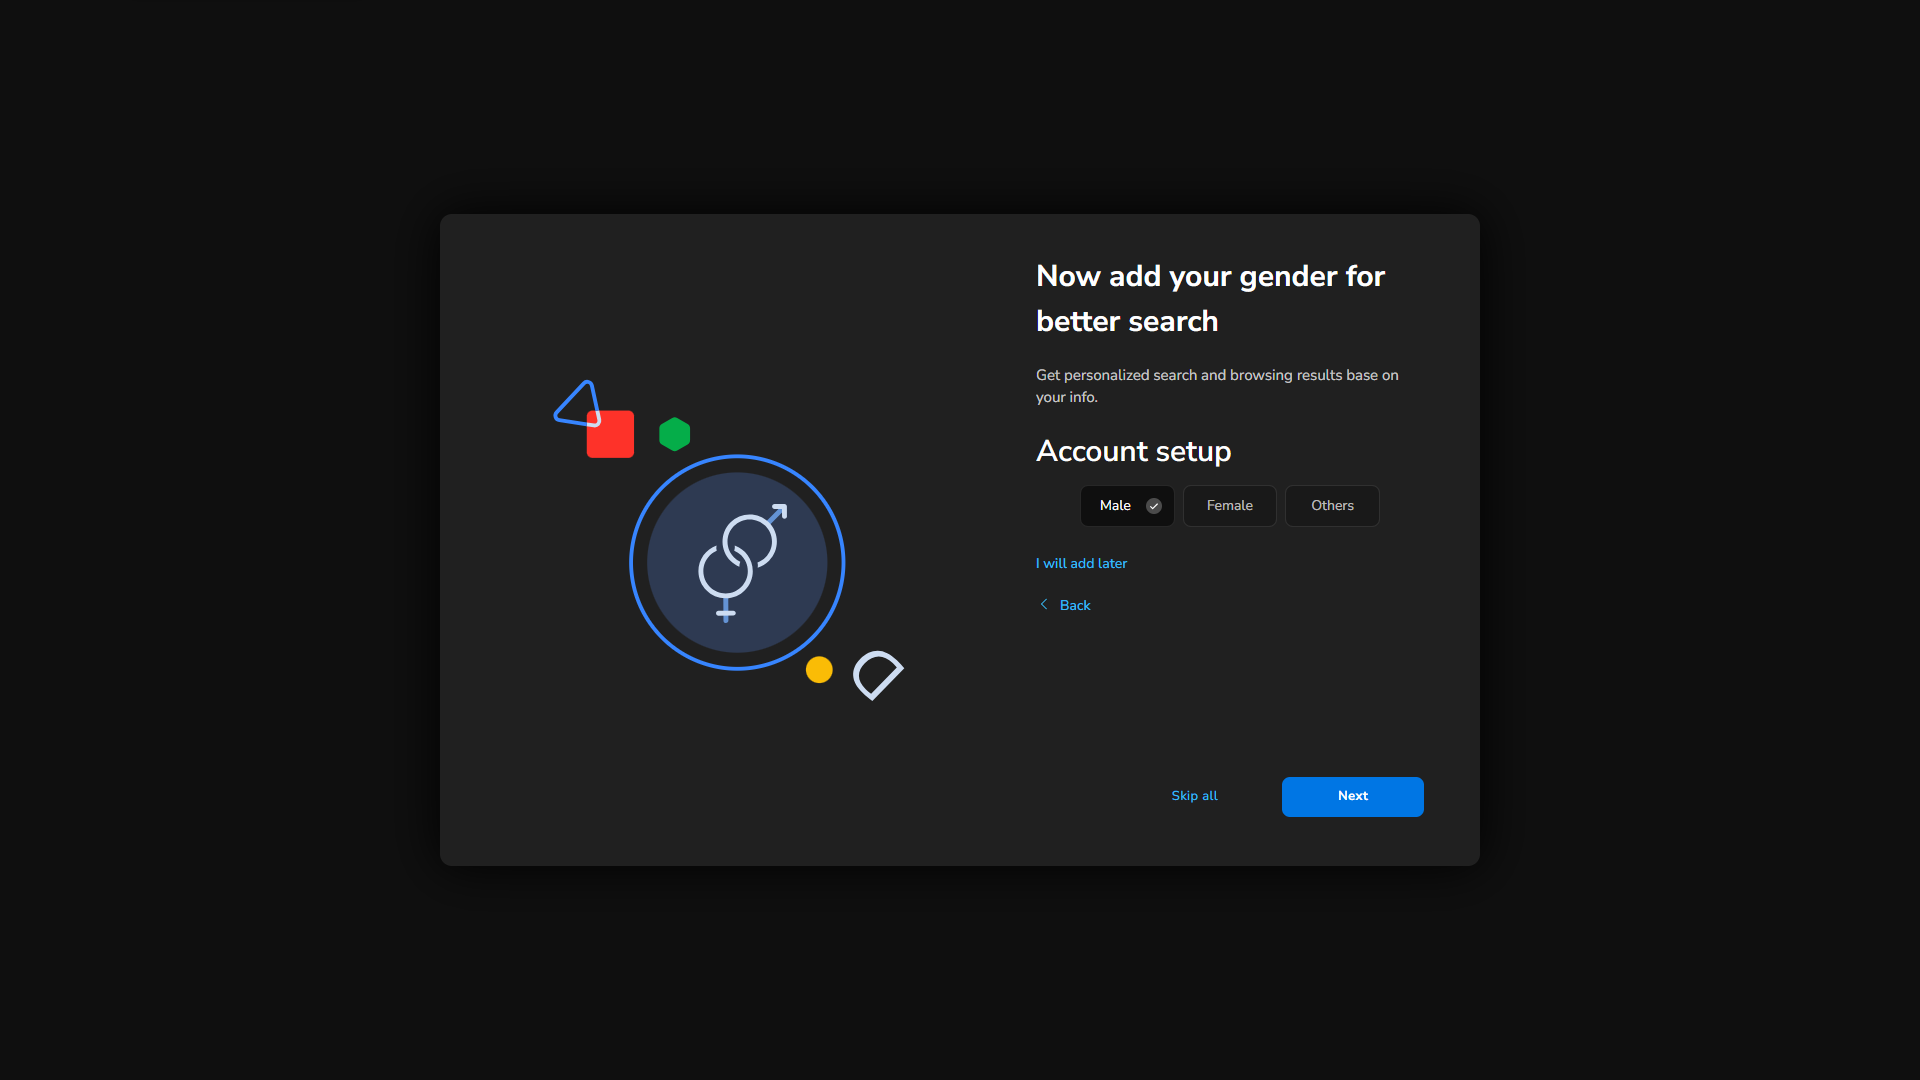 Now add your gender for
better search
Get personalized search and browsing results base on
your info.
Account setup
Male
Female
Others
I will add later
Back
Skip all
Next